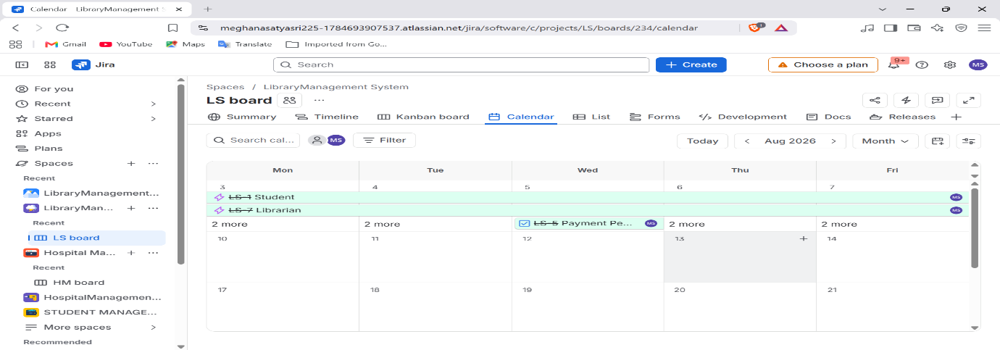 Calendar - LibraryManagement S
meghanasatyasri225-1784693907537.atlassian.net/jira/software/c/projects/LS/boards/234/calendar
1
Gmail YouTube Maps Translate Imported from Go...
Jira
Search
+ Create
Choose a plan
9+
MS
For you
Recent
Starred
Apps
Plans
Spaces
Recent
LibraryManagement...
LibraryMan...
Recent
LS board
Hospital Ma...
Recent
HM board
HospitalManagemen...
STUDENT MANAGE...
More spaces
Recommended
Spaces / LibraryManagement System
LS board
Summary Timeline Kanban board Calendar List Forms Development Docs Releases
Search cal... MS Filter
Today Aug 2026 Month
Mon Tue Wed Thu Fri
3 4 5 6 7
LS-1 Student MS
LS-7 Librarian MS
2 more 2 more LS-5 Payment Pe... MS 2 more 2 more
10 11 12 13 14
17 18 19 20 21